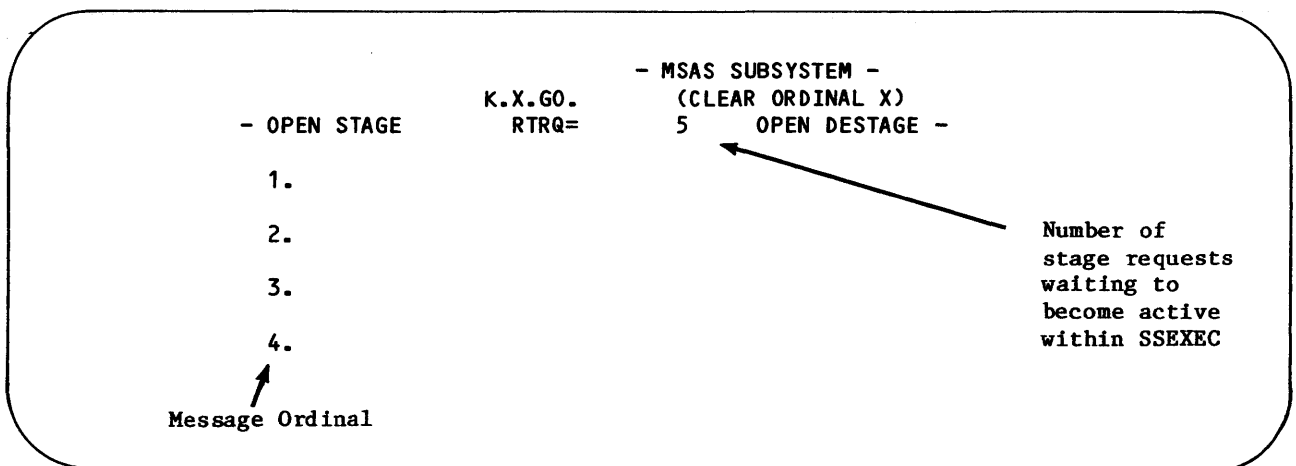 - MSAS SUBSYSTEM -
K.X.GO. (CLEAR ORDINAL X)
- OPEN STAGE RTRQ= 5 OPEN DESTAGE -
1.
2.
3.
4.
Number of
stage requests
waiting to
become active
within SSEXEC
Message Ordinal